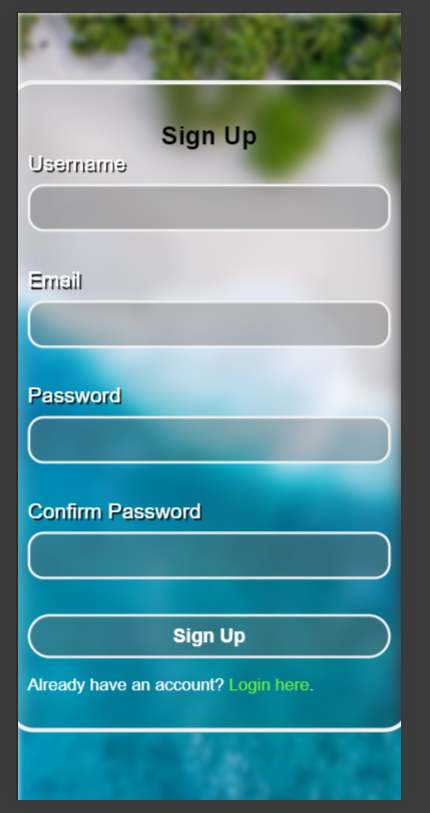 Sign Up
Username
Email
Password
Confirm Password
Sign Up
Already have an account? Login here.